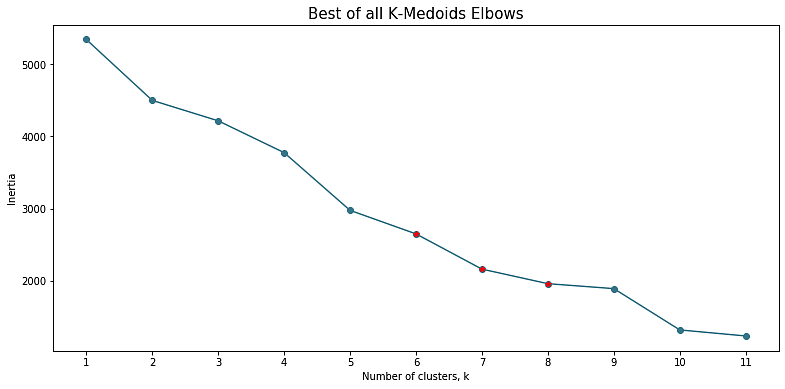 Best of all K-Medoids Elbows
Inertia
5000
4000
3000
2000
1 2 3 4 5 6 7 8 9 10 11
Number of clusters, k